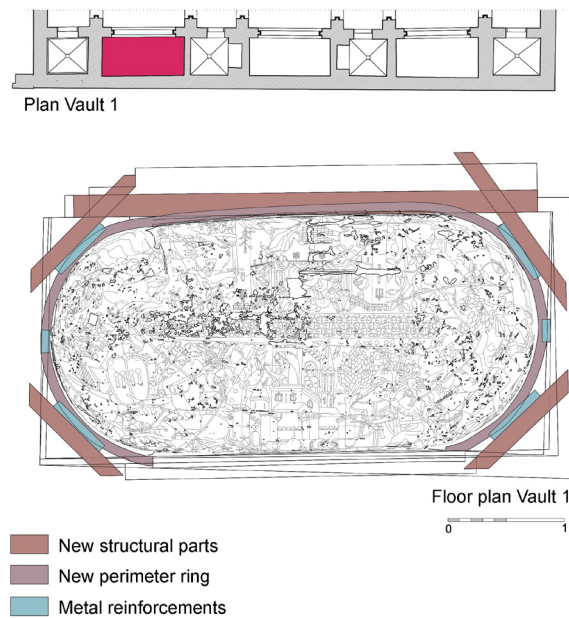 Plan Vault 1
Floor plan Vault 1
0 1
New structural parts
New perimeter ring
Metal reinforcements